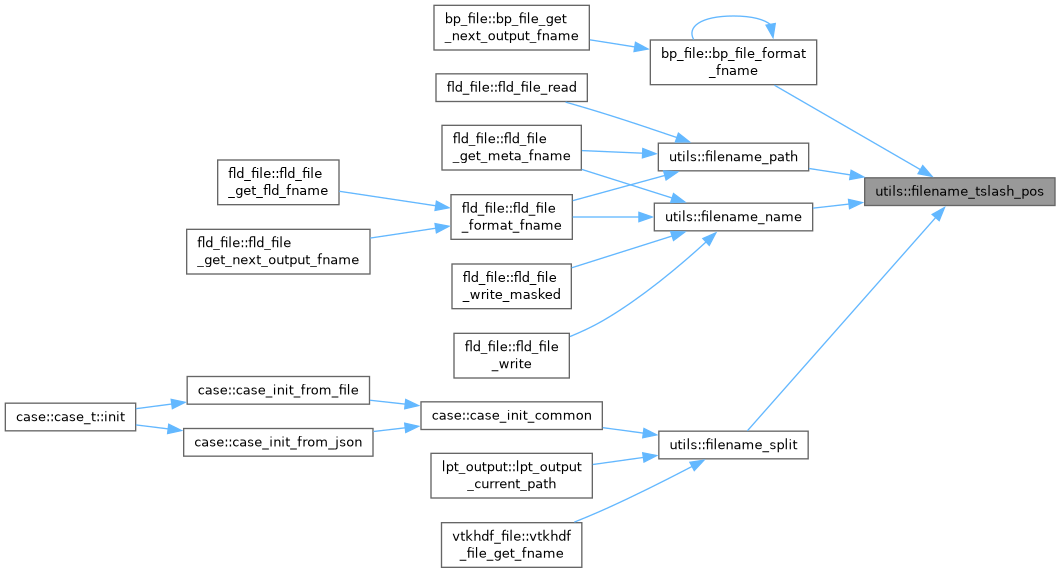 bp_file::bp_file_get
_next_output_fname
bp_file::bp_file_format
_fname
fld_file::fld_file_read
fld_file::fld_file
_get_meta_fname
utils::filename_path
fld_file::fld_file
_get_fld_fname
utils::filename_tslash_pos
fld_file::fld_file
_format_fname
utils::filename_name
fld_file::fld_file
_get_next_output_fname
fld_file::fld_file
_write_masked
fld_file::fld_file
_write
case::case_init_from_file
case::case_t::init
case::case_init_common
case::case_init_from_json
utils::filename_split
lpt_output::lpt_output
_current_path
vtkhdf_file::vtkhdf
_file_get_fname